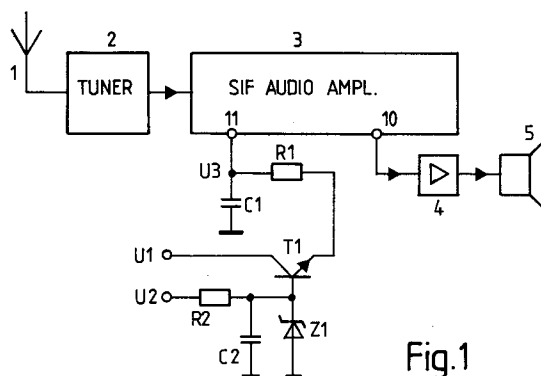 2
3
1
TUNER
SIF AUDIO AMPL.
11
10
5
R1
U3
C1
4
T1
U1
U2
R2
Z1
C2
Fig.1